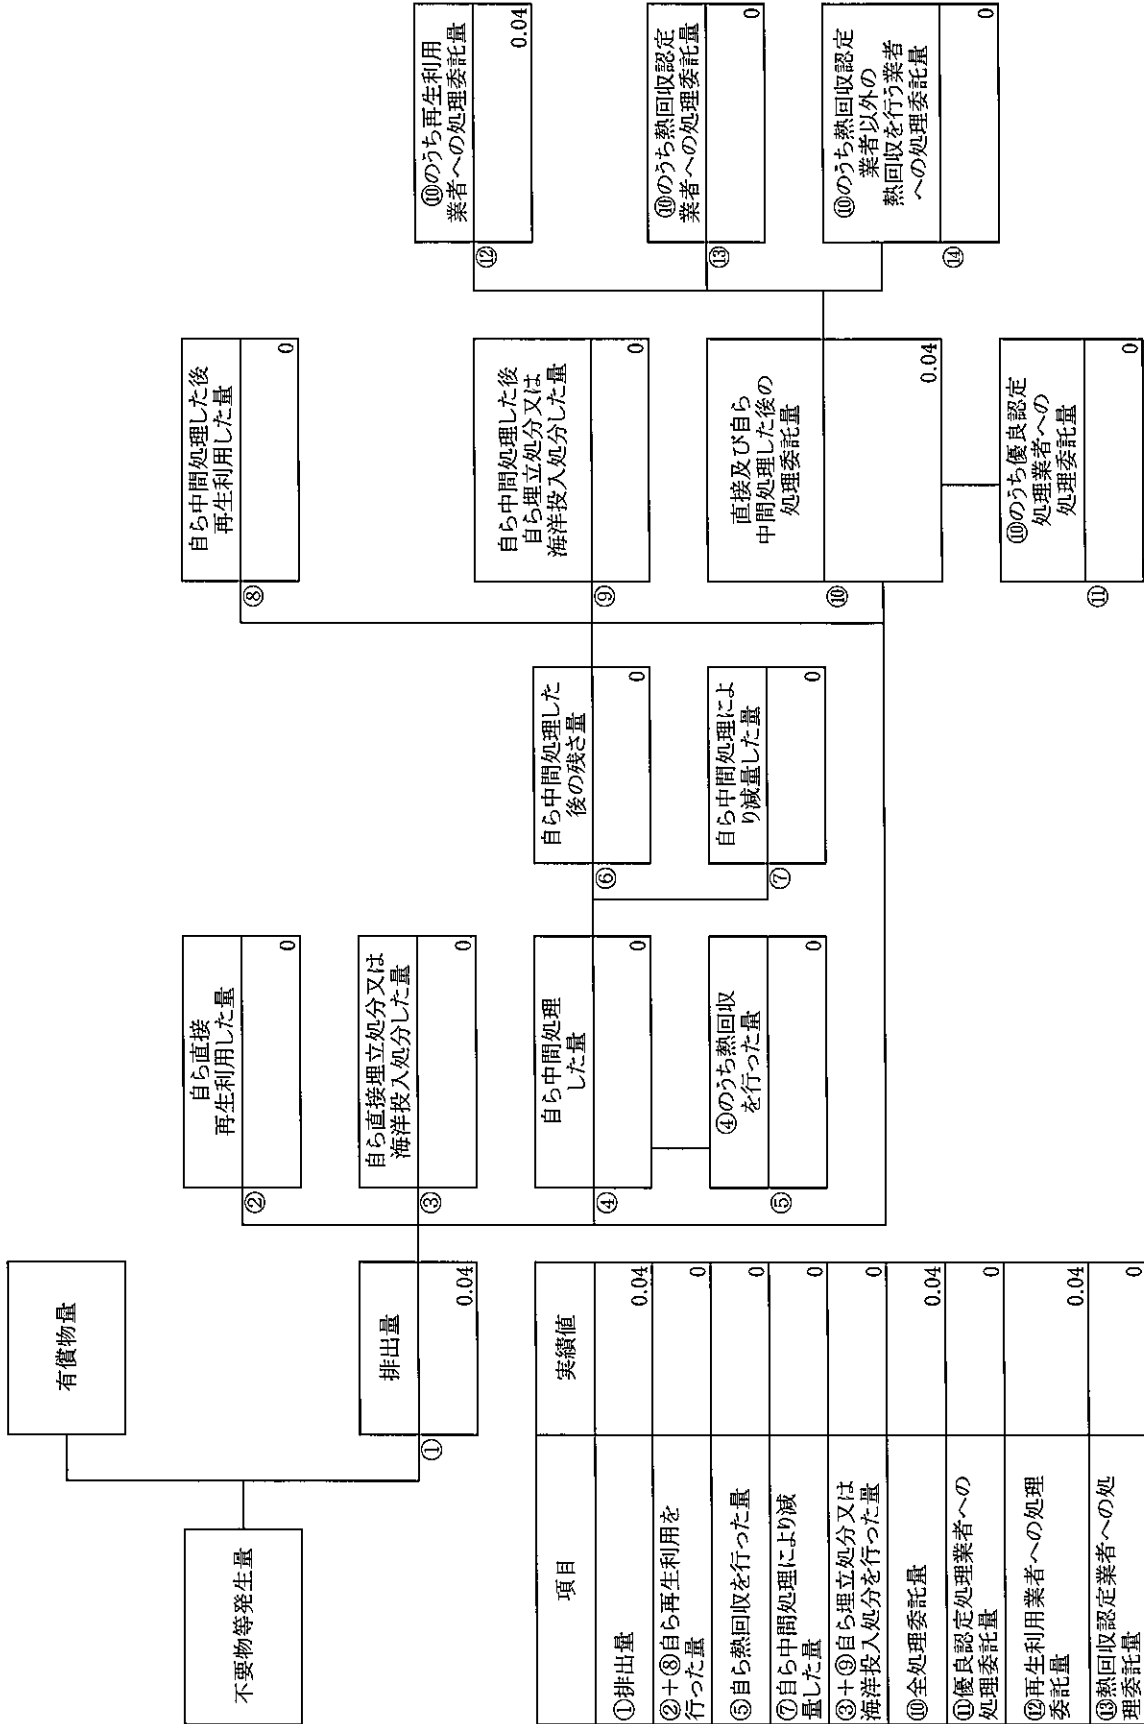 不要物等発生量
有償物量
排出量
①
0.04
自ら直接
再生利用した量
②
0
自ら直接埋立処分又は
海洋投入処分した量
③
0
自ら中間処理
した量
④
0
④のうち熱回収
を行った量
⑤
0
自ら中間処理した
後の残さ量
⑥
0
自ら中間処理によ
り減量した量
⑦
0
自ら中間処理した後
再生利用した量
⑧
0
自ら中間処理した後
自ら埋立処分又は
海洋投入処分した量
⑨
0
直接及び自ら
中間処理した後の
処理委託量
⑩
0.04
⑩のうち優良認定
処理業者への
処理委託量
⑪
0
⑩のうち再生利用
業者への処理委託量
⑫
0.04
⑩のうち熱回収認定
業者への処理委託量
⑬
0
⑩のうち熱回収認定
業者以外の
熱回収を行う業者
への処理委託量
⑭
0
項目 実績値
①排出量 0.04
②+⑧自ら再生利用を
行った量 0
⑤自ら熱回収を行った量 0
⑦自ら中間処理により減
量した量 0
③+⑨自ら埋立処分又は
海洋投入処分を行った量 0
⑩全処理委託量 0.04
⑪優良認定処理業者への
処理委託量 0
⑫再生利用業者への処理
委託量 0.04
⑬熱回収認定業者への処
理委託量 0